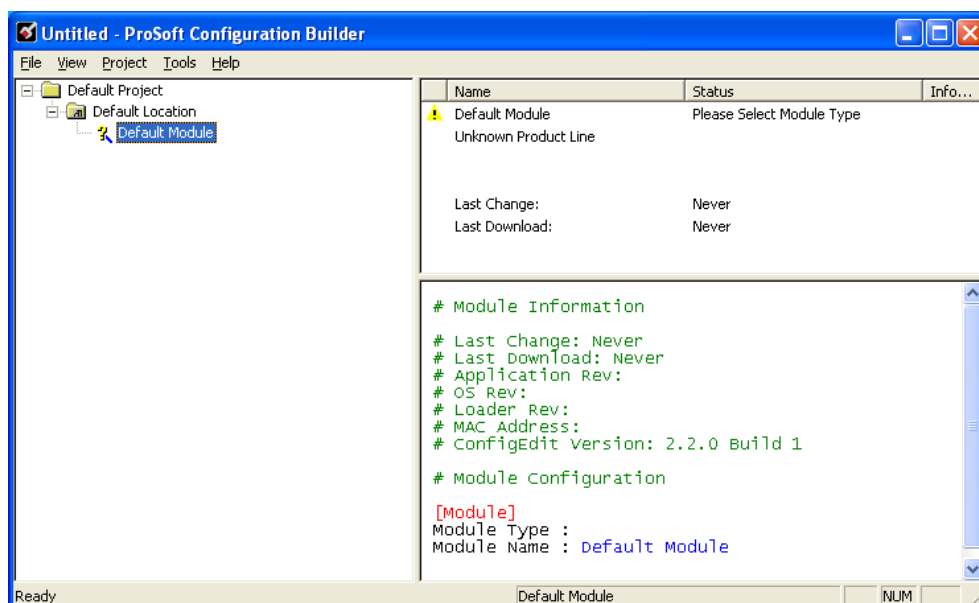 Untitled - ProSoft Configuration Builder
File View Project Tools Help
Default Project
Default Location
Default Module
Name Status Info...
Default Module Please Select Module Type
Unknown Product Line
Last Change: Never
Last Download: Never
# Module Information
# Last Change: Never
# Last Download: Never
# Application Rev:
# OS Rev:
# Loader Rev:
# MAC Address:
# ConfigEdit Version: 2.2.0 Build 1
# Module Configuration
[Module]
Module Type :
Module Name : Default Module
Ready Default Module NUM